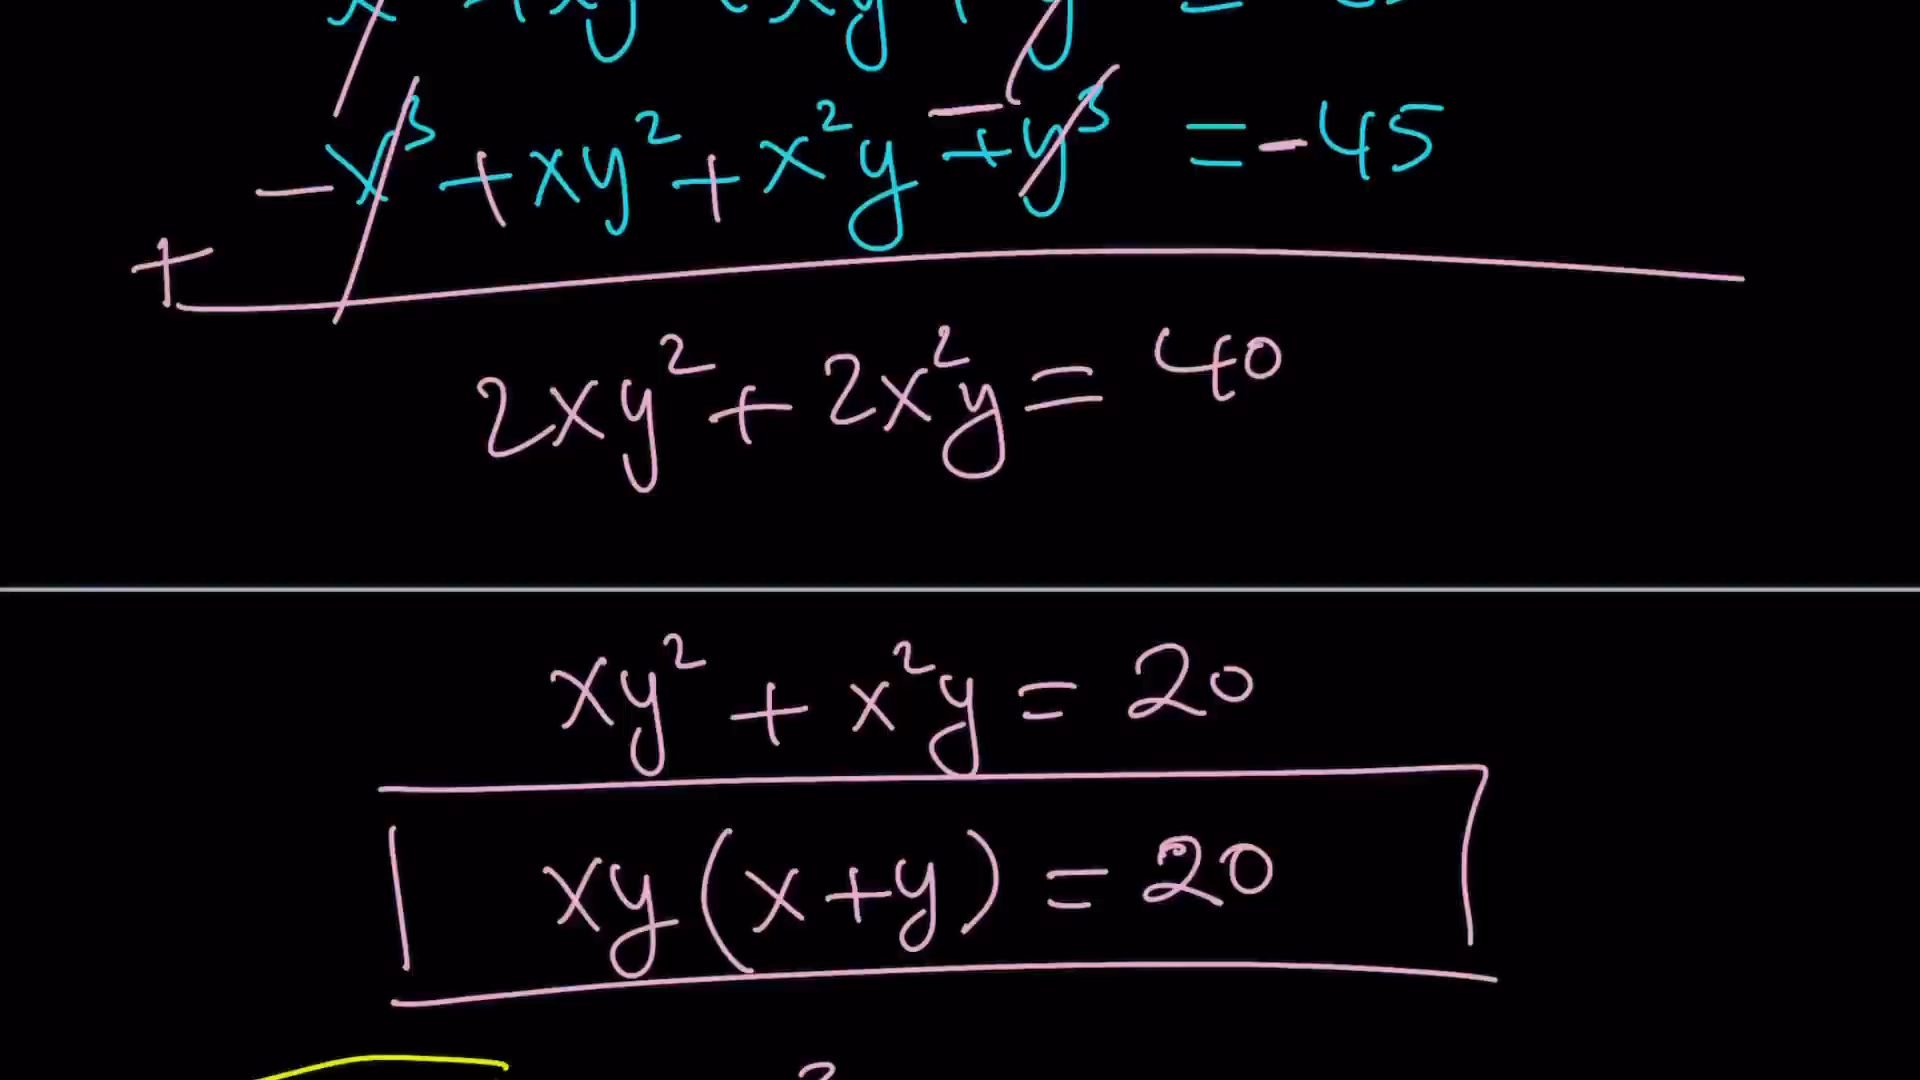 - x³ + xy² + x²y - y³ = -45
+
2xy² + 2x²y = 40
xy² + x²y = 20
xy(x+y) = 20